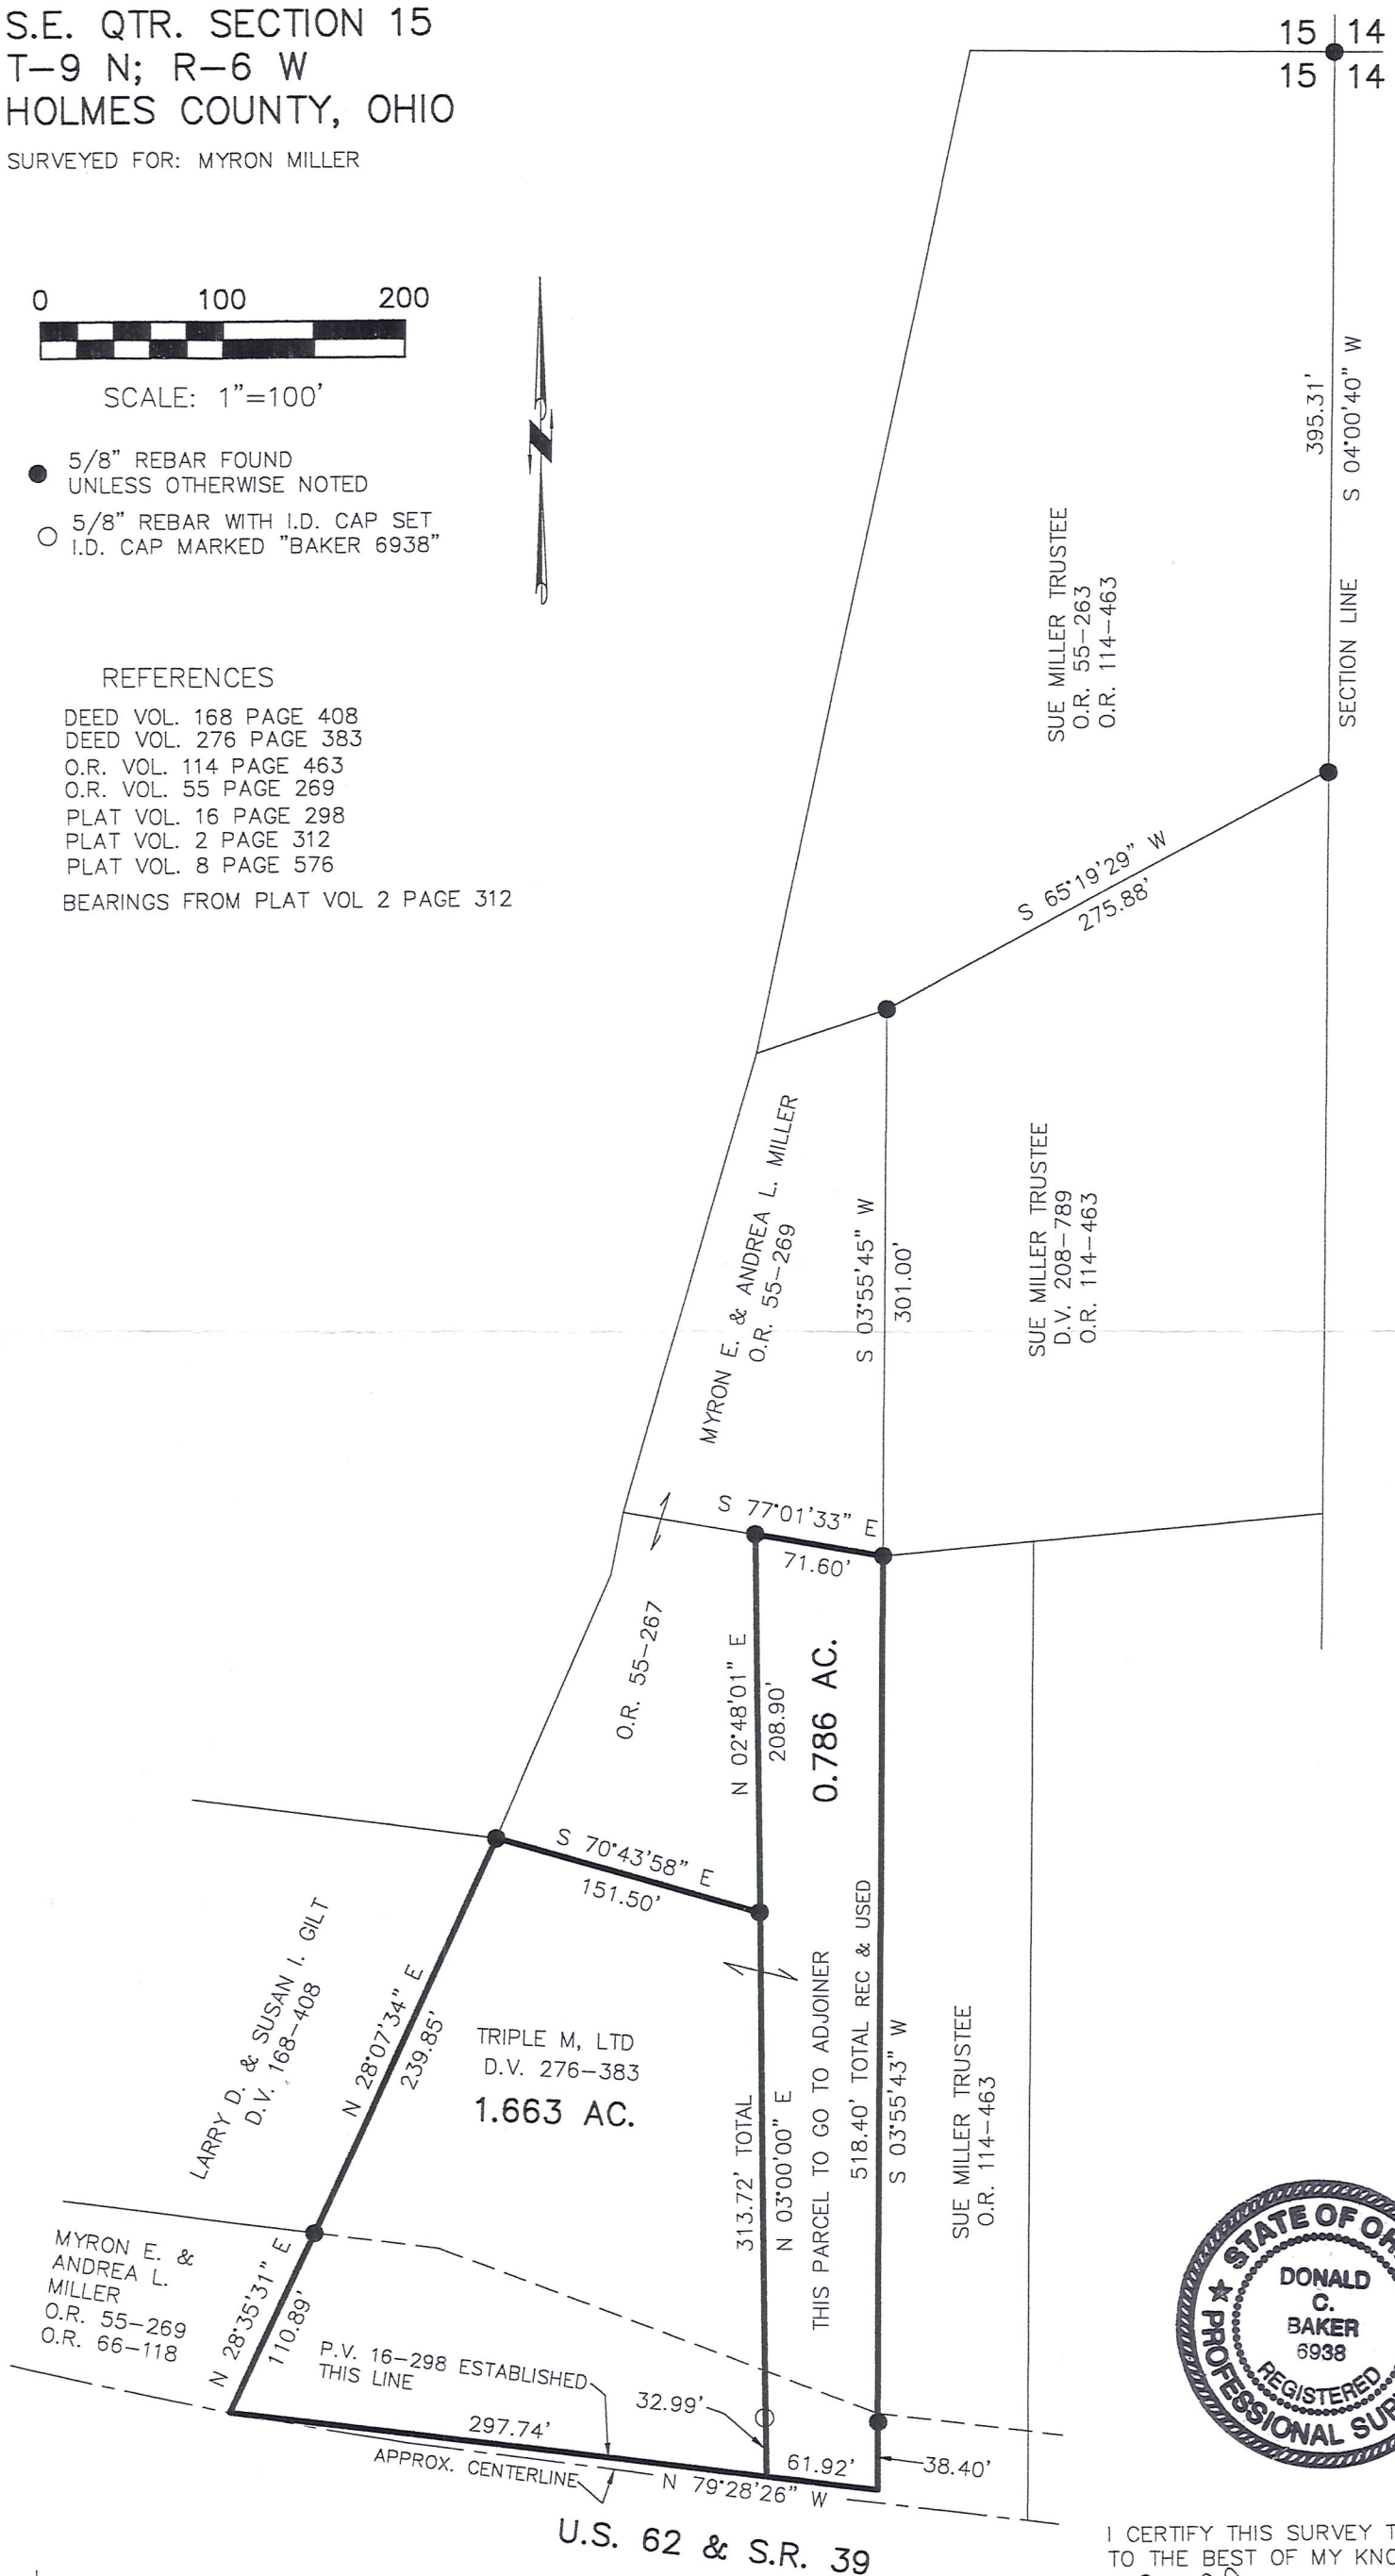 S.E. QTR. SECTION 15
T-9 N; R-6 W
HOLMES COUNTY, OHIO
SURVEYED FOR: MYRON MILLER
15 14
15 14
0 100 200
SCALE: 1"=100'
5/8" REBAR FOUND
UNLESS OTHERWISE NOTED
5/8" REBAR WITH I.D. CAP SET
I.D. CAP MARKED "BAKER 6938"
N
REFERENCES
DEED VOL. 168 PAGE 408
DEED VOL. 276 PAGE 383
O.R. VOL. 114 PAGE 463
O.R. VOL. 55 PAGE 269
PLAT VOL. 16 PAGE 298
PLAT VOL. 2 PAGE 312
PLAT VOL. 8 PAGE 576
BEARINGS FROM PLAT VOL 2 PAGE 312
395.31'
SECTION LINE S 04°00'40" W
SUE MILLER TRUSTEE
O.R. 55-263
O.R. 114-463
S 65°19'29" W
275.88'
MYRON E. & ANDREA L. MILLER
O.R. 55-269
S 03°55'45" W
301.00'
SUE MILLER TRUSTEE
D.V. 208-789
O.R. 114-463
S 77°01'33" E
71.60'
O.R. 55-267
N 02°48'01" E
208.90'
0.786 AC.
S 70°43'58" E
151.50'
LARRY D. & SUSAN I. GILT
D.V. 168-408
N 28°07'34" E
239.85'
TRIPLE M, LTD
D.V. 276-383
1.663 AC.
313.72' TOTAL
N 03°00'00" E
THIS PARCEL TO GO TO ADJOINER
518.40' TOTAL REC & USED
S 03°55'43" W
SUE MILLER TRUSTEE
O.R. 114-463
MYRON E. &
ANDREA L.
MILLER
O.R. 55-269
O.R. 66-118
N 28°35'31" E
110.89'
P.V. 16-298 ESTABLISHED
THIS LINE
32.99'
297.74'
61.92'
38.40'
APPROX. CENTERLINE
N 79°28'26" W
U.S. 62 & S.R. 39
STATE OF OH
DONALD
C.
BAKER
6938
REGISTERED
PROFESSIONAL SUR
I CERTIFY THIS SURVEY T
TO THE BEST OF MY KNO